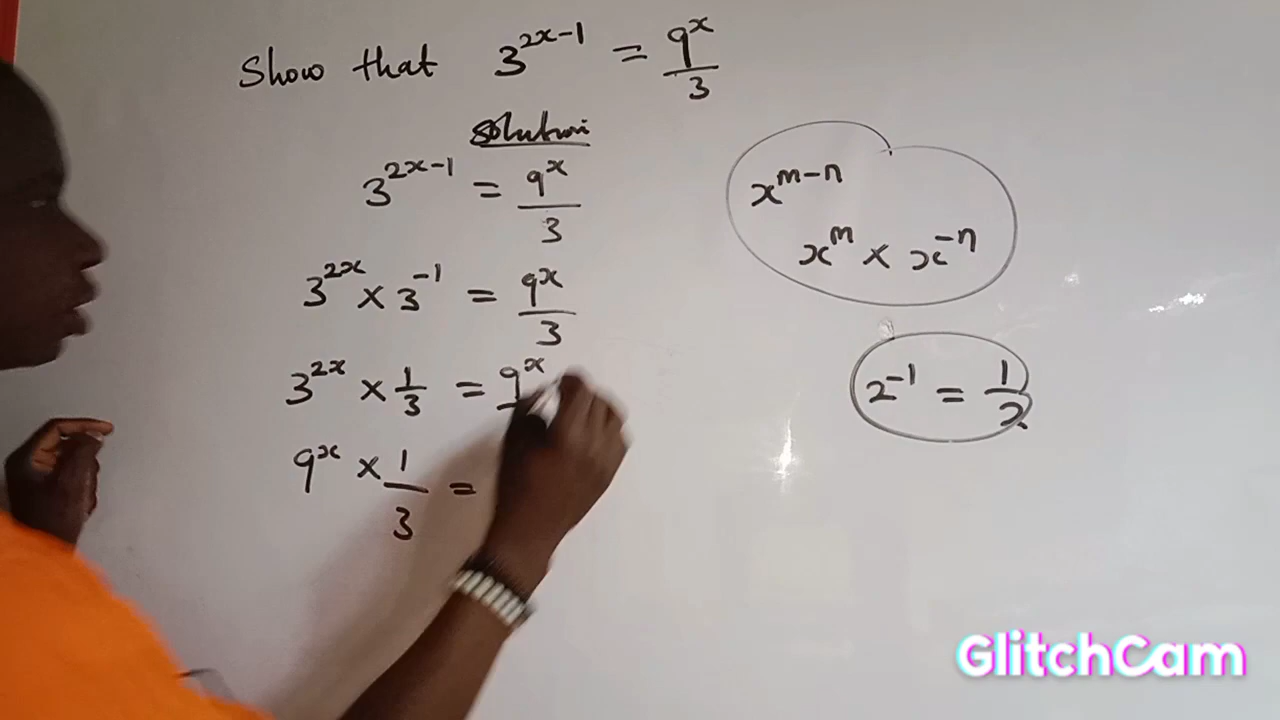 Show that 3^{2x-1} = 9^x/3
solution
3^{2x-1} = 9^x/3
x^{m-n}
x^m × x^{-n}
3^{2x} × 3^{-1} = 9^x/3
3^{2x} × 1/3 = 9^x
2^{-1} = 1/2
9^x × 1/3 =
GlitchCam